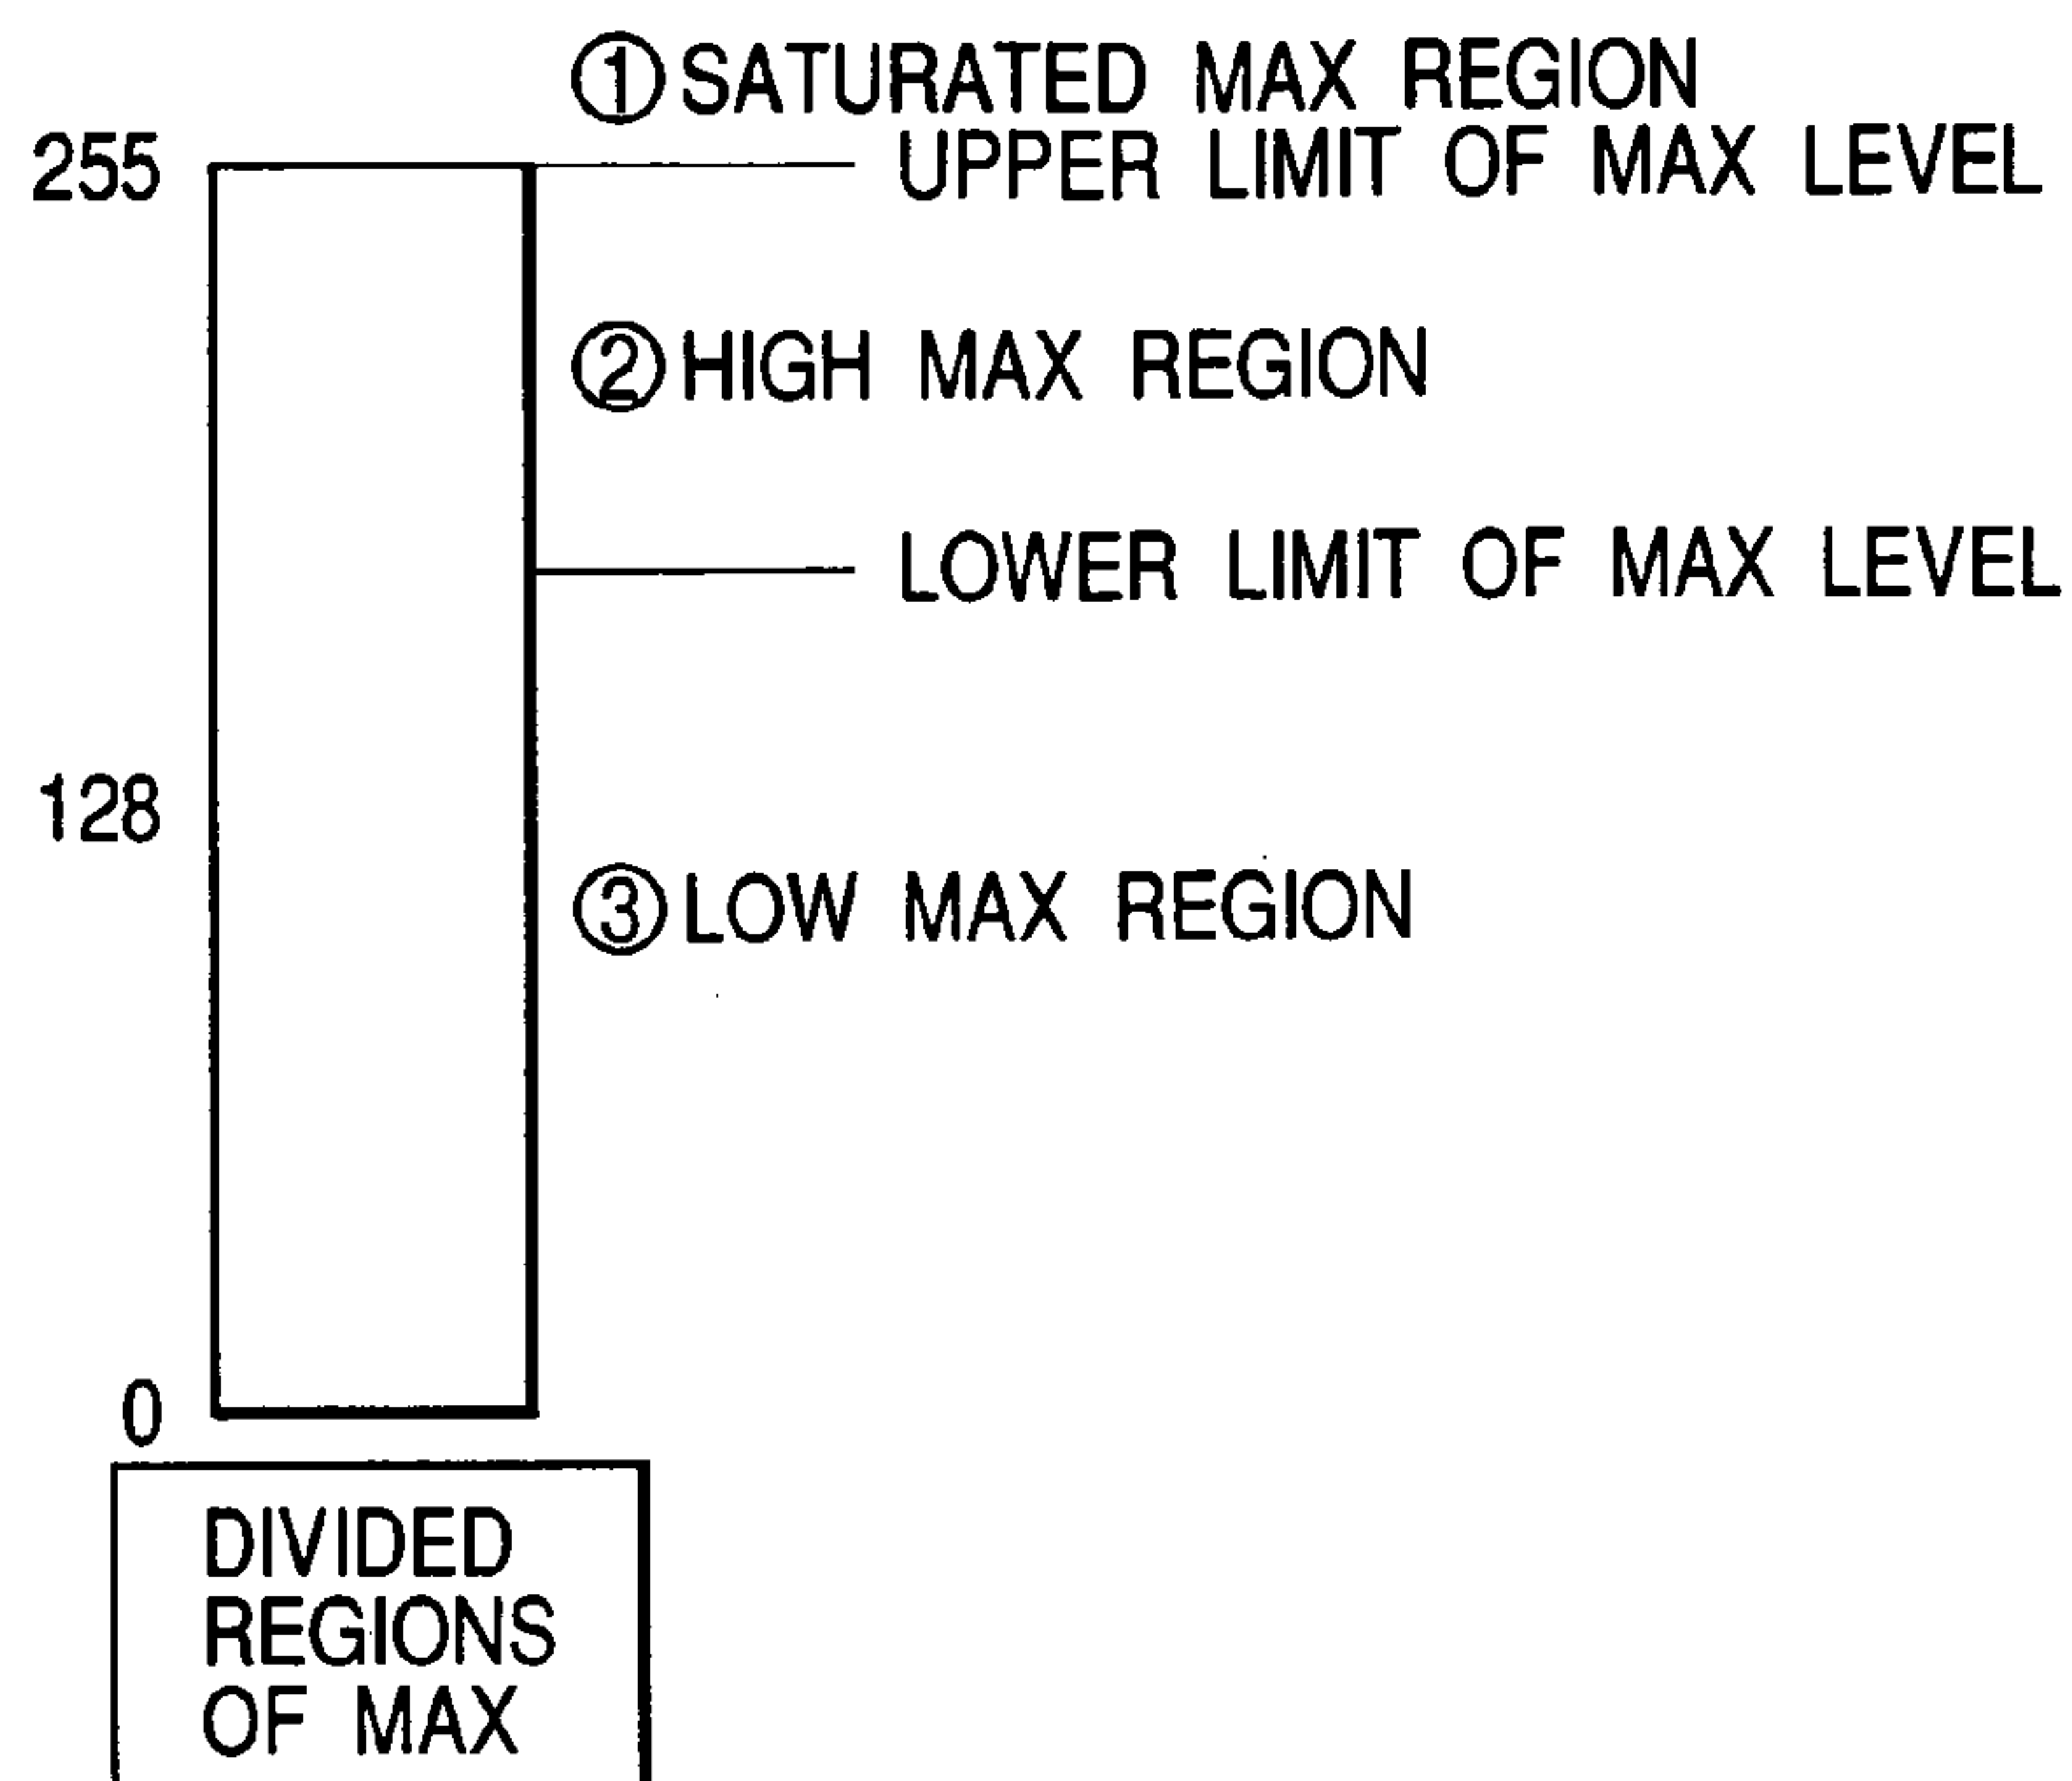 ①SATURATED MAX REGION
255 UPPER LIMIT OF MAX LEVEL
②HIGH MAX REGION
LOWER LIMIT OF MAX LEVEL
128
③LOW MAX REGION
0
DIVIDED
REGIONS
OF MAX